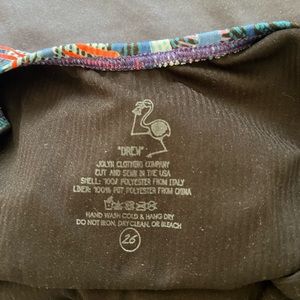 "DREW"
JOLYN CLOTHING COMPANY
CUT AND SEWN IN THE USA
SHELL: 100% POLYESTER FROM ITALY
LINER: 100% PBT POLYESTER FROM CHINA
HAND WASH COLD & HANG DRY
DO NOT IRON, DRY CLEAN, OR BLEACH
26